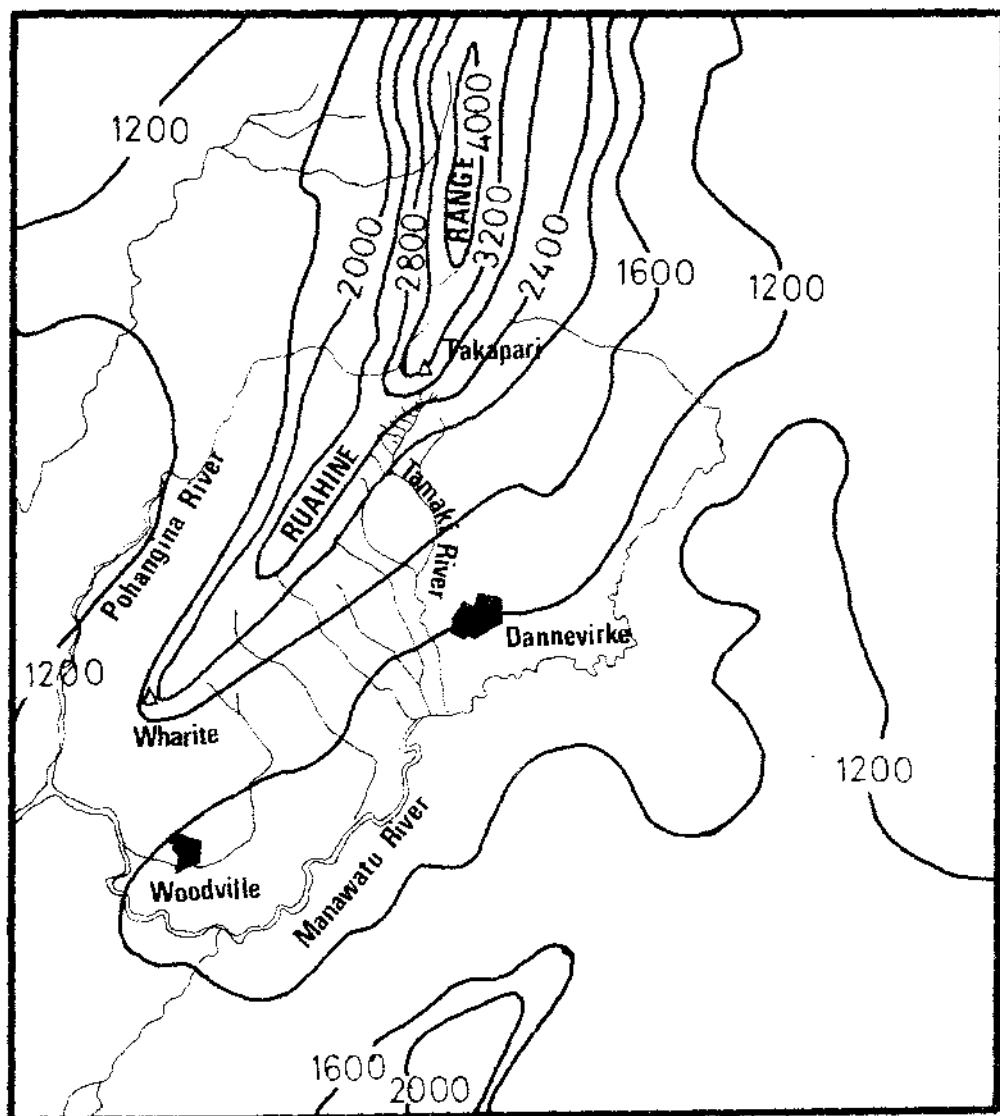 1200
4000
RANGE
3200
2800
2000
2400
1600
1200
Takapari
RUAHINE
Tamaki River
Pohangina River
Dannevirke
1200
Wharite
1200
Manawatu River
Woodville
1600
2000